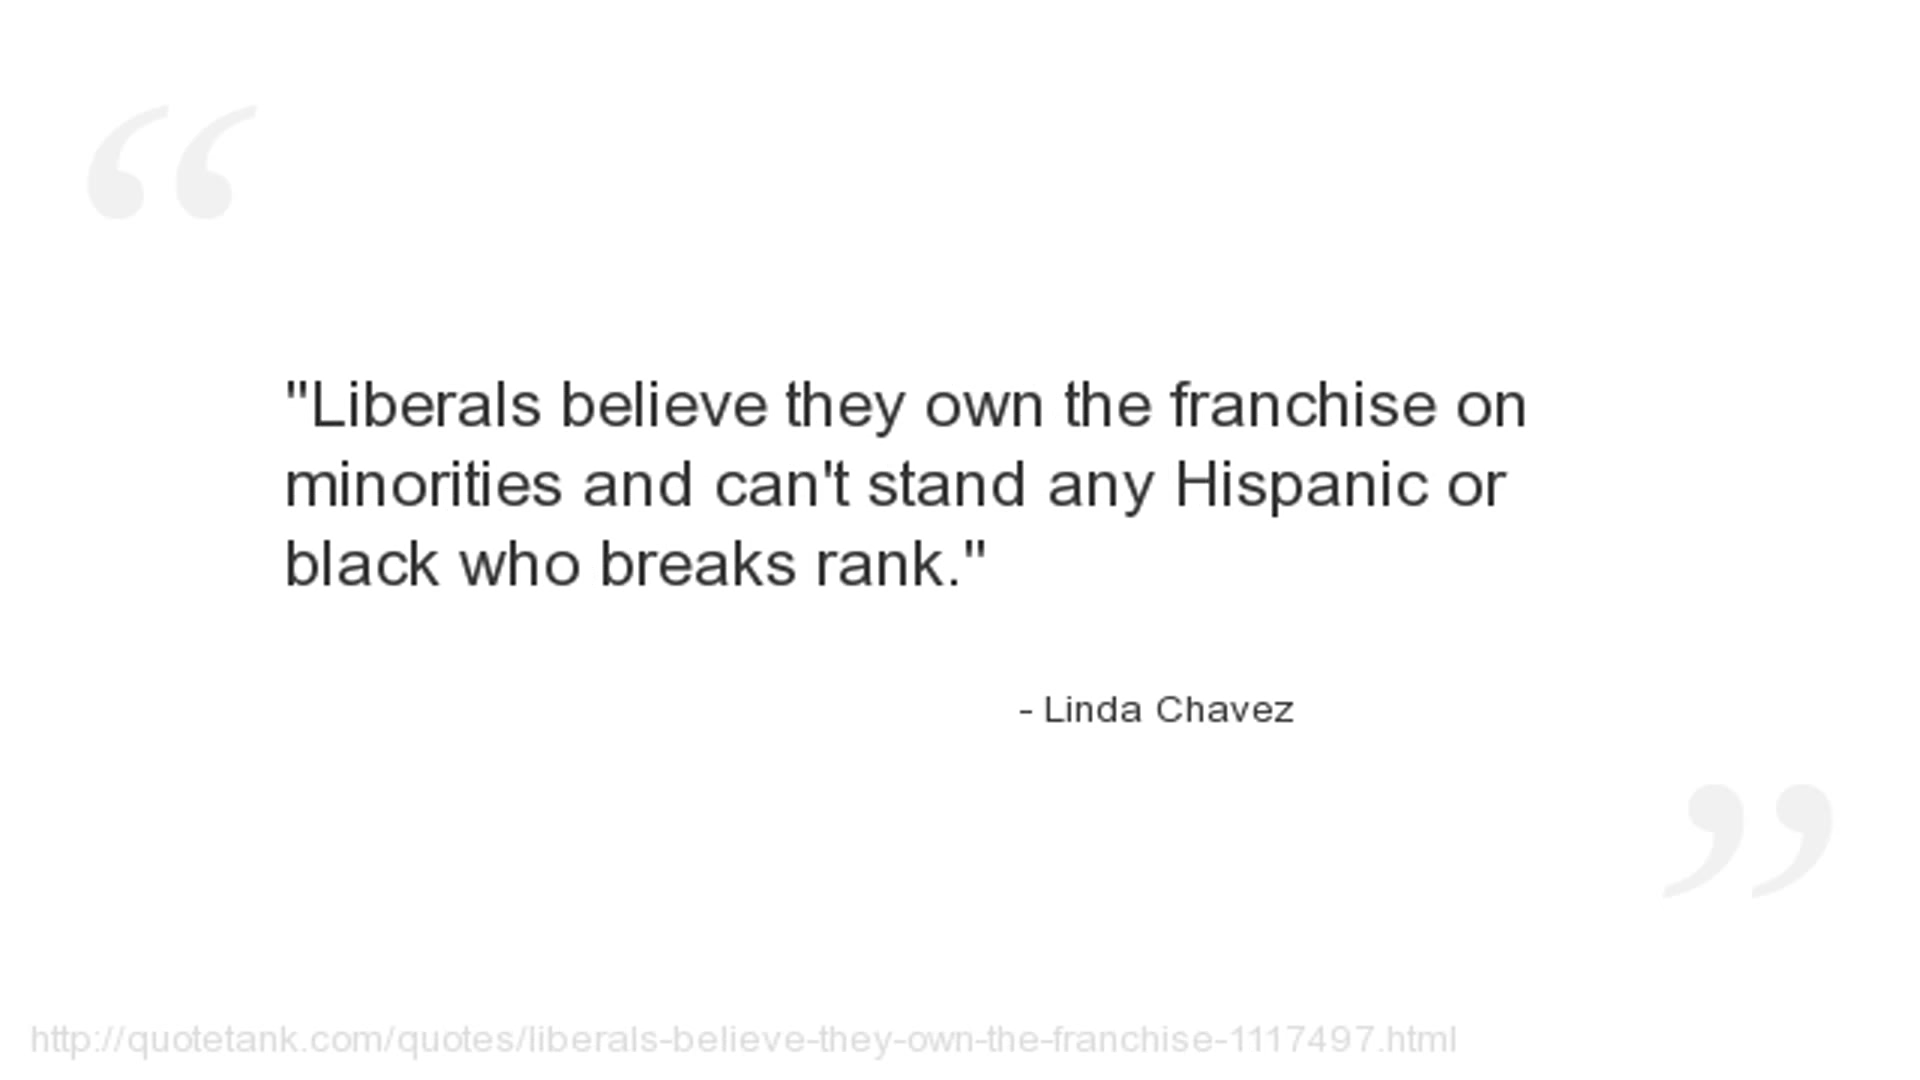 "Liberals believe they own the franchise on
minorities and can't stand any Hispanic or
black who breaks rank."
- Linda Chavez
http://quotetank.com/quotes/liberals-believe-they-own-the-franchise-1117497.html